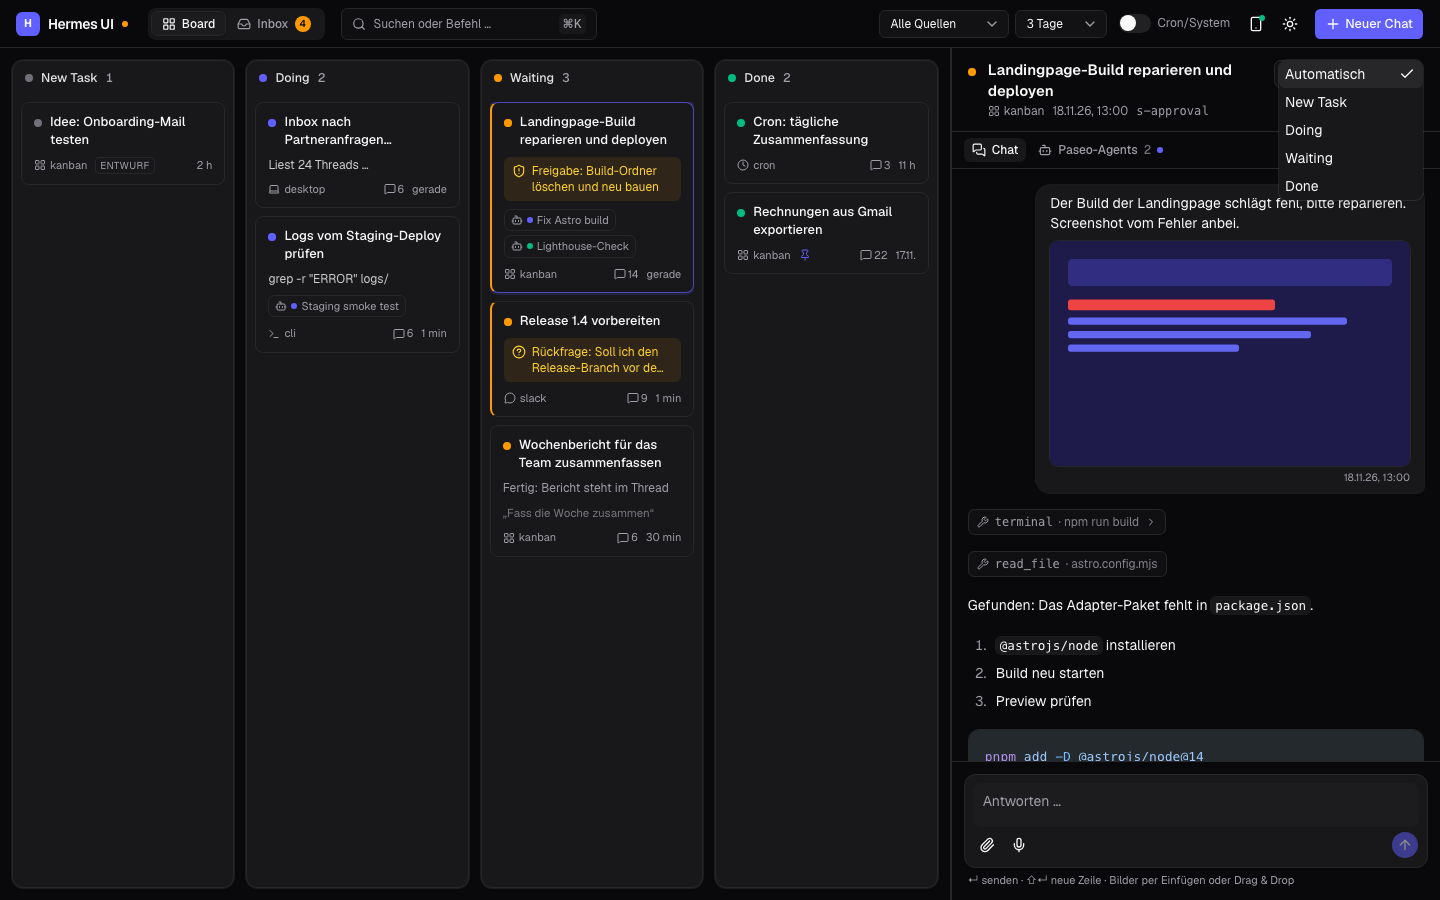 H Hermes UI
Board
Inbox 4
Suchen oder Befehl … ⌘K
Alle Quellen
3 Tage
Cron/System
Neuer Chat
New Task 1
Idee: Onboarding-Mail
testen
kanban ENTWURF 2 h
Doing 2
Inbox nach
Partneranfragen…
Liest 24 Threads …
desktop 6 gerade
Logs vom Staging-Deploy
prüfen
grep -r "ERROR" logs/
Staging smoke test
cli 6 1 min
Waiting 3
Landingpage-Build
reparieren und deployen
Freigabe: Build-Ordner
löschen und neu bauen
Fix Astro build
Lighthouse-Check
kanban 14 gerade
Release 1.4 vorbereiten
Rückfrage: Soll ich den
Release-Branch vor de…
slack 9 1 min
Wochenbericht für das
Team zusammenfassen
Fertig: Bericht steht im Thread
„Fass die Woche zusammen“
kanban 6 30 min
Done 2
Cron: tägliche
Zusammenfassung
cron 3 11 h
Rechnungen aus Gmail
exportieren
kanban 22 17.11.
Landingpage-Build reparieren und
deployen
kanban 18.11.26, 13:00 s-approval
Automatisch
New Task
Doing
Waiting
Done
Chat
Paseo-Agents 2
Der Build der Landingpage schlägt fehl, bitte reparieren.
Screenshot vom Fehler anbei.
18.11.26, 13:00
terminal · npm run build
read_file · astro.config.mjs
Gefunden: Das Adapter-Paket fehlt in package.json.
1. @astrojs/node installieren
2. Build neu starten
3. Preview prüfen
pnpm add -D @astrojs/node@14
Antworten …
↵ senden · ⇧↵ neue Zeile · Bilder per Einfügen oder Drag & Drop